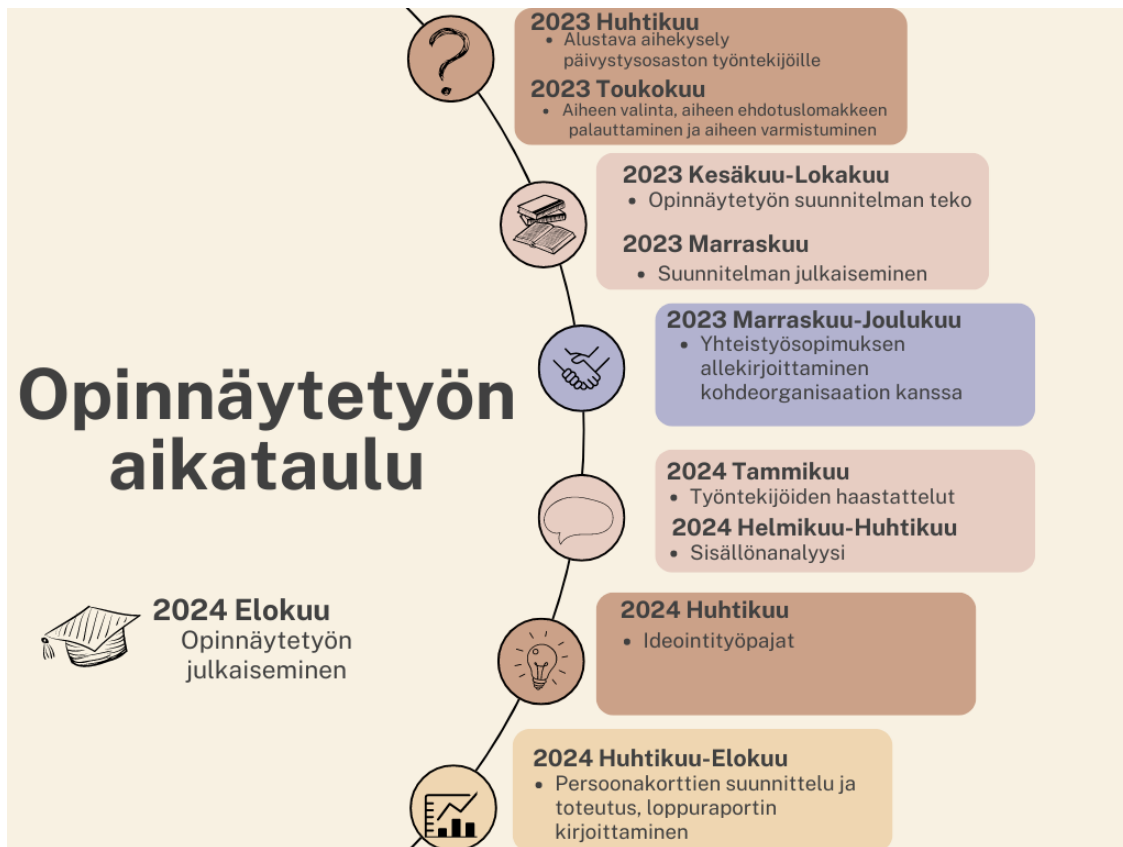 Opinnäytetyön
aikataulu
2023 Huhtikuu
• Alustava aihekysely
päivystysosaston työntekijöille
2023 Toukokuu
• Aiheen valinta, aiheen ehdotuslomakkeen
palauttaminen ja aiheen varmistuminen
2023 Kesäkuu-Lokakuu
• Opinnäytetyön suunnitelman teko
2023 Marraskuu
• Suunnitelman julkaiseminen
2023 Marraskuu-Joulukuu
• Yhteistyösopimuksen
allekirjoittaminen
kohdeorganisaation kanssa
2024 Tammikuu
• Työntekijöiden haastattelut
2024 Helmikuu-Huhtikuu
• Sisällönanalyysi
2024 Huhtikuu
• Ideointityöpajat
2024 Huhtikuu-Elokuu
• Persoonakorttien suunnittelu ja
toteutus, loppuraportin
kirjoittaminen
2024 Elokuu
Opinnäytetyön
julkaiseminen